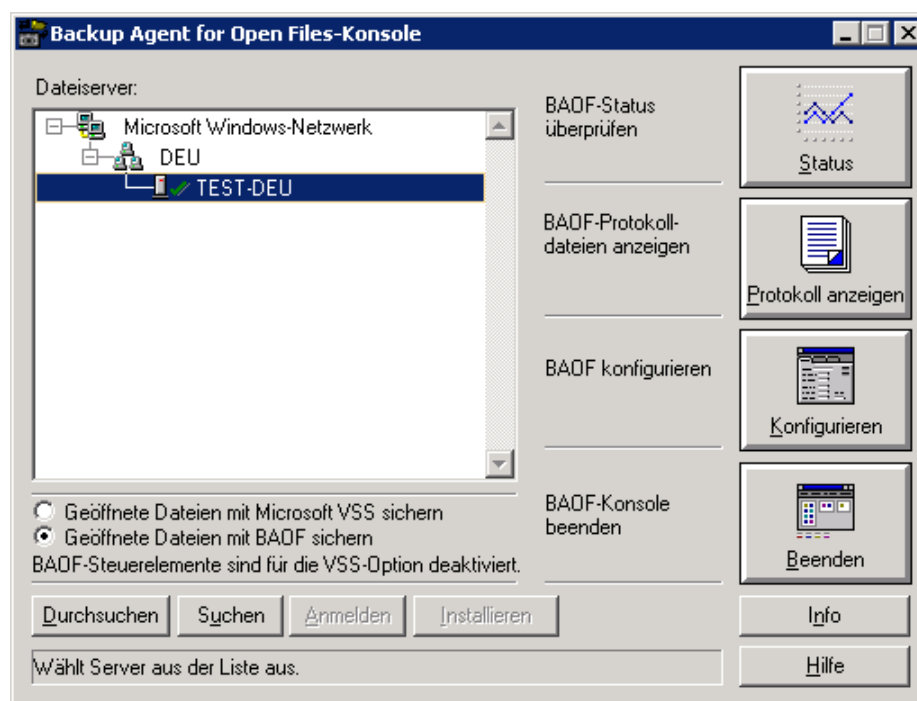 Backup Agent for Open Files-Konsole
Dateiserver:
Microsoft Windows-Netzwerk
DEU
TEST-DEU
BAOF-Status
überprüfen
Status
BAOF-Protokoll-
dateien anzeigen
Protokoll anzeigen
BAOF konfigurieren
Konfigurieren
BAOF-Konsole
beenden
Beenden
Geöffnete Dateien mit Microsoft VSS sichern
Geöffnete Dateien mit BAOF sichern
BAOF-Steuerelemente sind für die VSS-Option deaktiviert.
Durchsuchen
Suchen
Anmelden
Installieren
Info
Wählt Server aus der Liste aus.
Hilfe